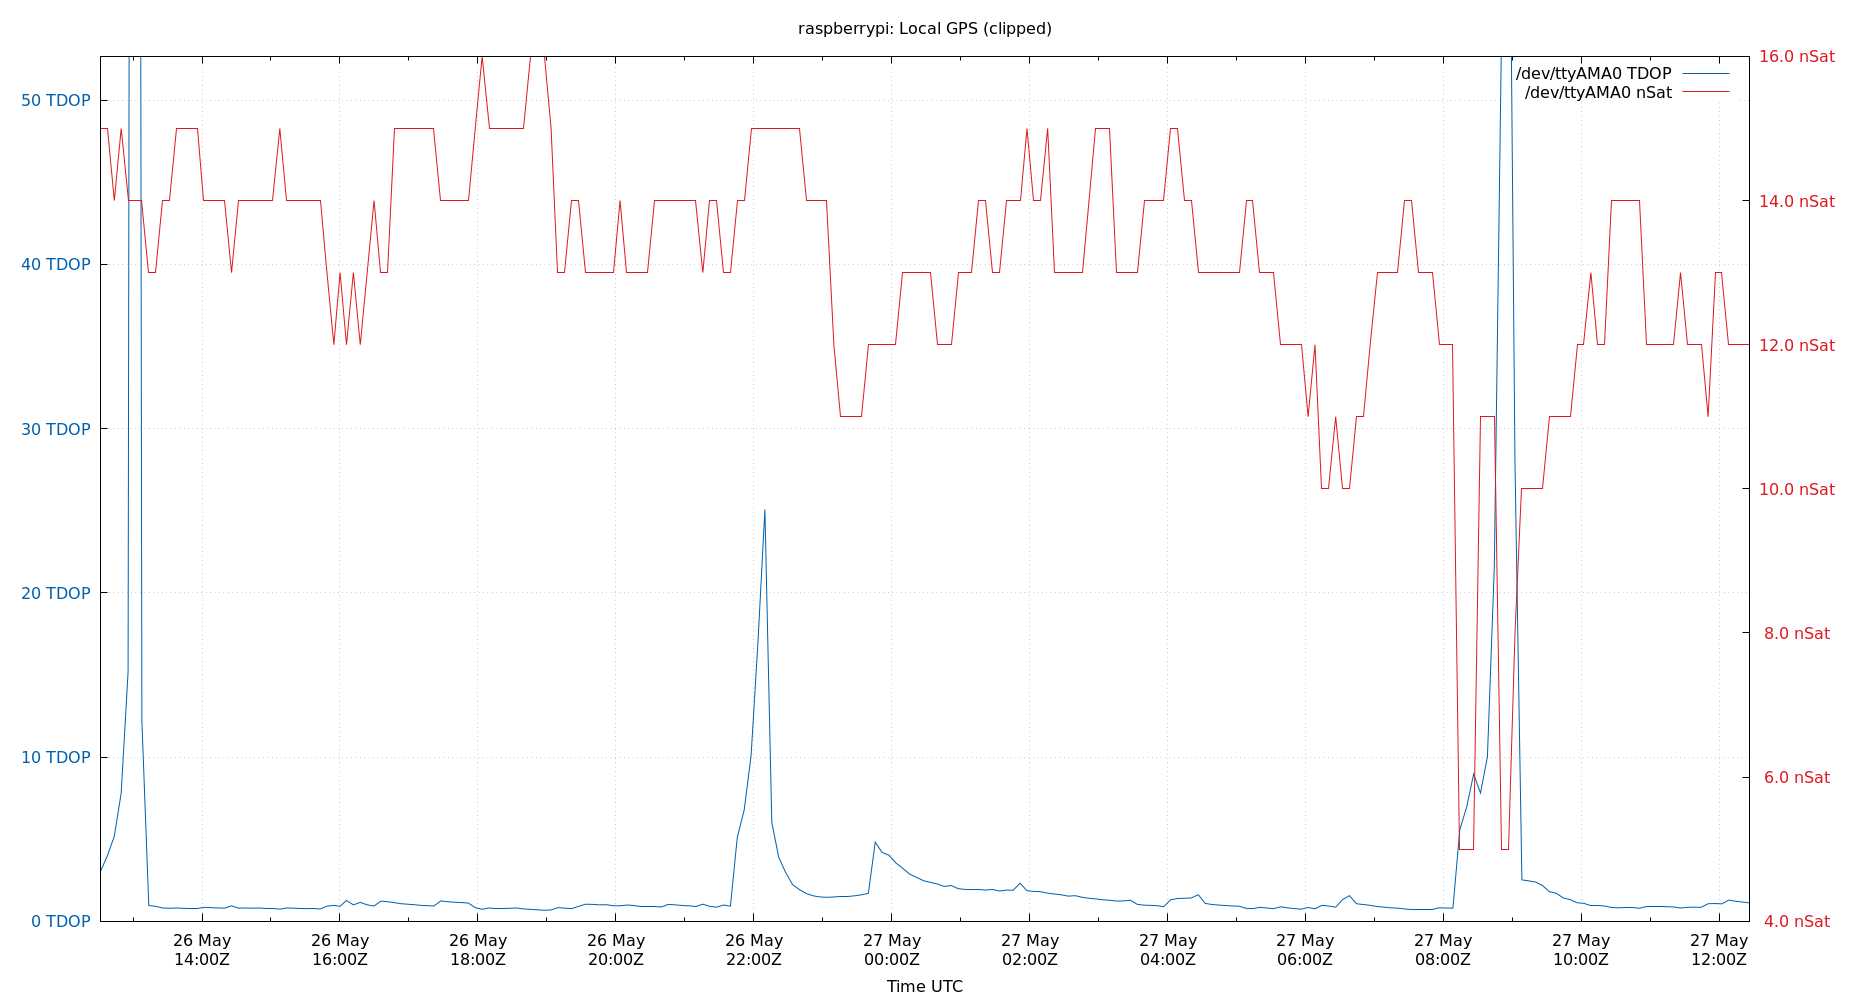 raspberrypi: Local GPS (clipped)
16.0 nSat
/dev/ttyAMA0 TDOP
/dev/ttyAMA0 nSat
50 TDOP
14.0 nSat
40 TDOP
12.0 nSat
30 TDOP
10.0 nSat
20 TDOP
8.0 nSat
10 TDOP
6.0 nSat
0 TDOP
4.0 nSat
26 May 26 May 26 May 26 May 26 May 27 May 27 May 27 May 27 May 27 May 27 May 27 May
14:00Z 16:00Z 18:00Z 20:00Z 22:00Z 00:00Z 02:00Z 04:00Z 06:00Z 08:00Z 10:00Z 12:00Z
Time UTC